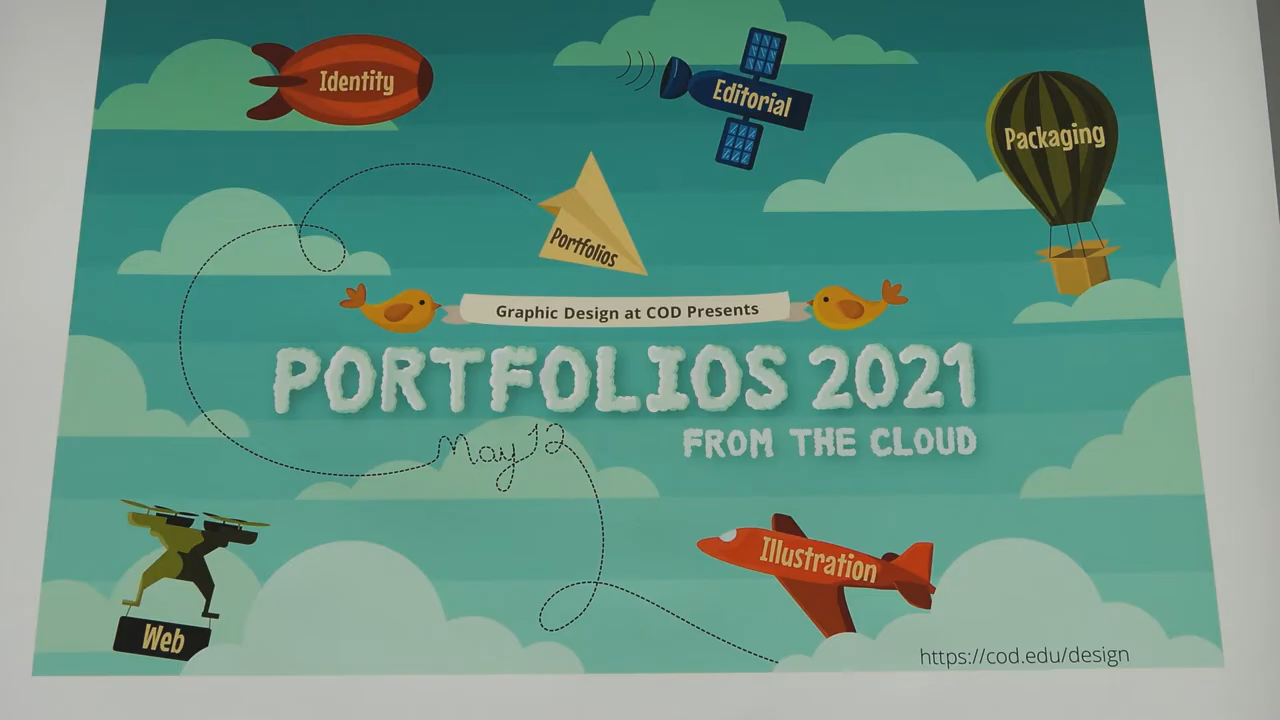 Identity
Editorial
Packaging
Portfolios
Graphic Design at COD Presents
PORTFOLIOS 2021
FROM THE CLOUD
May 12
Illustration
Web
https://cod.edu/design